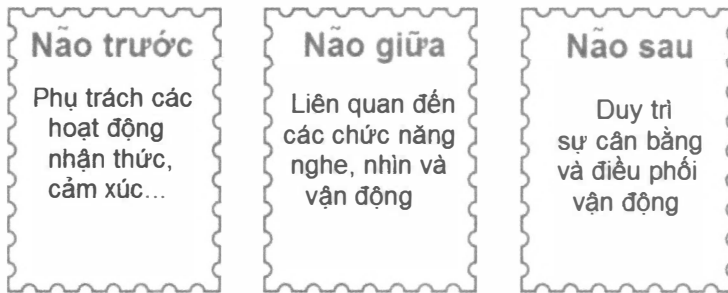 Não trước
Phụ trách các
hoạt động
nhận thức,
cảm xúc...
Não giữa
Liên quan đến
các chức năng
nghe, nhìn và
vận động
Não sau
Duy trì
sự cân bằng
và điều phối
vận động